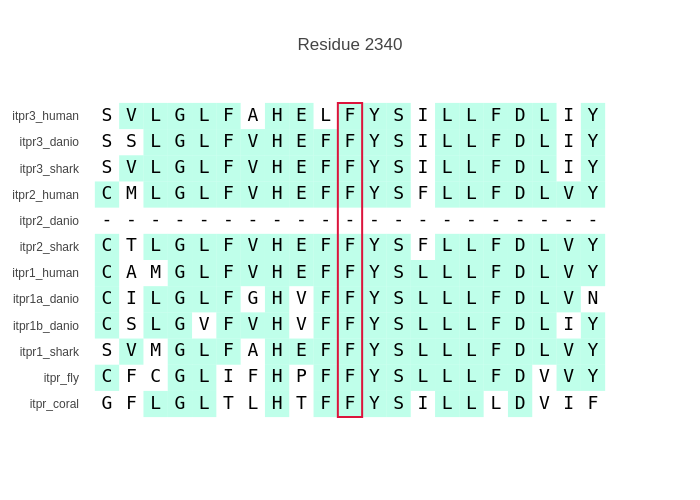 Residue 2340
itpr3_human S V L G L F A H E L F Y S I L L F D L I Y
itpr3_danio S S L G L F V H E F F Y S I L L F D L I Y
itpr3_shark S V L G L F V H E F F Y S I L L F D L I Y
itpr2_human C M L G L F V H E F F Y S F L L F D L V Y
itpr2_danio - - - - - - - - - - - - - - - - - - - - -
itpr2_shark C T L G L F V H E F F Y S F L L F D L V Y
itpr1_human C A M G L F V H E F F Y S L L L F D L V Y
itpr1a_danio C I L G L F G H V F F Y S L L L F D L V N
itpr1b_danio C S L G V F V H V F F Y S L L L F D L I Y
itpr1_shark S V M G L F A H E F F Y S L L L F D L V Y
itpr_fly C F C G L I F H P F F Y S L L L F D V V Y
itpr_coral G F L G L T L H T F F Y S I L L L D V I F